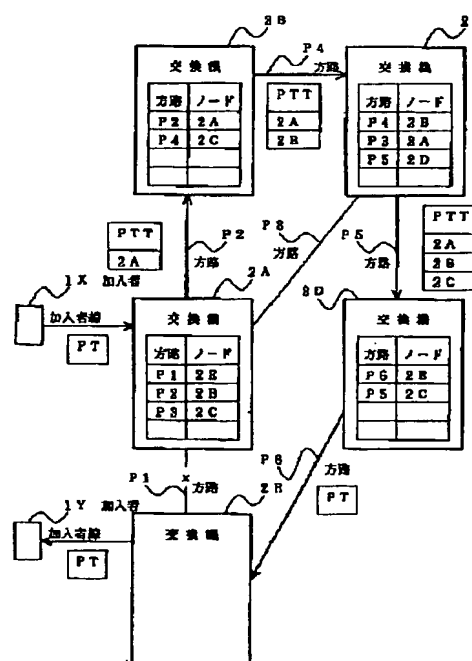 2B
P4
2
交換機
方路
交換機
方路 ノード
P2 2A
P4 2C
PTT
2A
2B
方路 ノード
P4 2B
P3 2A
P5 2D
PTT
2A
P2
方路
P3
方路
P5
方路
PTT
2A
2B
2C
2A
2D
1X 加入者
加入者線
PT
交換機
方路 ノード
P1 2E
P2 2B
P3 2C
交換機
方路 ノード
P6 2E
P5 2C
P1 x 方路
P6
方路
PT
2E
1Y 加入者
加入者線
PT
交換機